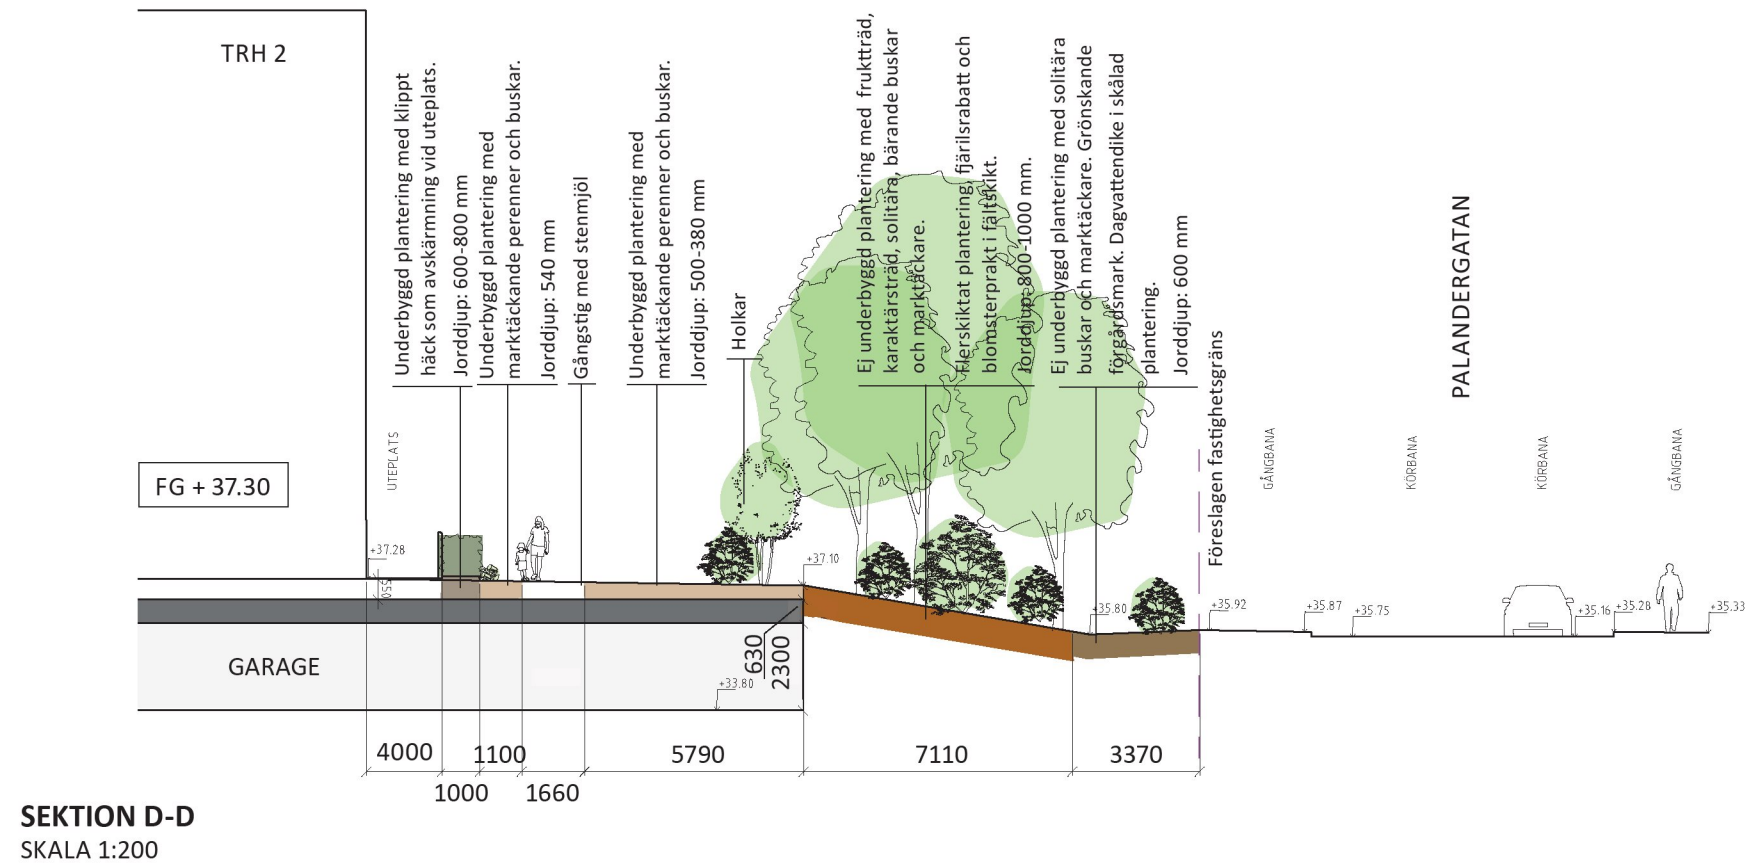 TRH 2
FG + 37.30
GARAGE
UTEPLATS
+37.28
550
Underbyggd plantering med klippt
häck som avskärmning vid uteplats.
Jorddjup: 600-800 mm
Underbyggd plantering med
marktäckande perenner och buskar.
Jorddjup: 540 mm
Gångstig med stenmjöl
Underbyggd plantering med
marktäckande perenner och buskar.
Jorddjup: 500-380 mm
Holkar
Ej underbyggd plantering med fruktträd,
karaktärsträd, solitära, bärande buskar
och marktäckare.
Flerskiktat plantering, fjärilsrabatt och
blomsterprakt i fältskikt.
Jorddjup: 800-1000 mm.
Ej underbyggd plantering med solitära
buskar och marktäckare. Grönskande
förgårdsmark. Dagvattendike i skålad
plantering.
Jorddjup: 600 mm
Föreslagen fastighetsgräns
GÅNGBANA
KÖRBANA
PALANDERGATAN
KÖRBANA
GÅNGBANA
+37.10
+35.80
+35.92
+35.87
+35.75
+35.16
+35.28
+35.33
+33.80
630
2300
4000
1000
1100
1660
5790
7110
3370
SEKTION D-D
SKALA 1:200